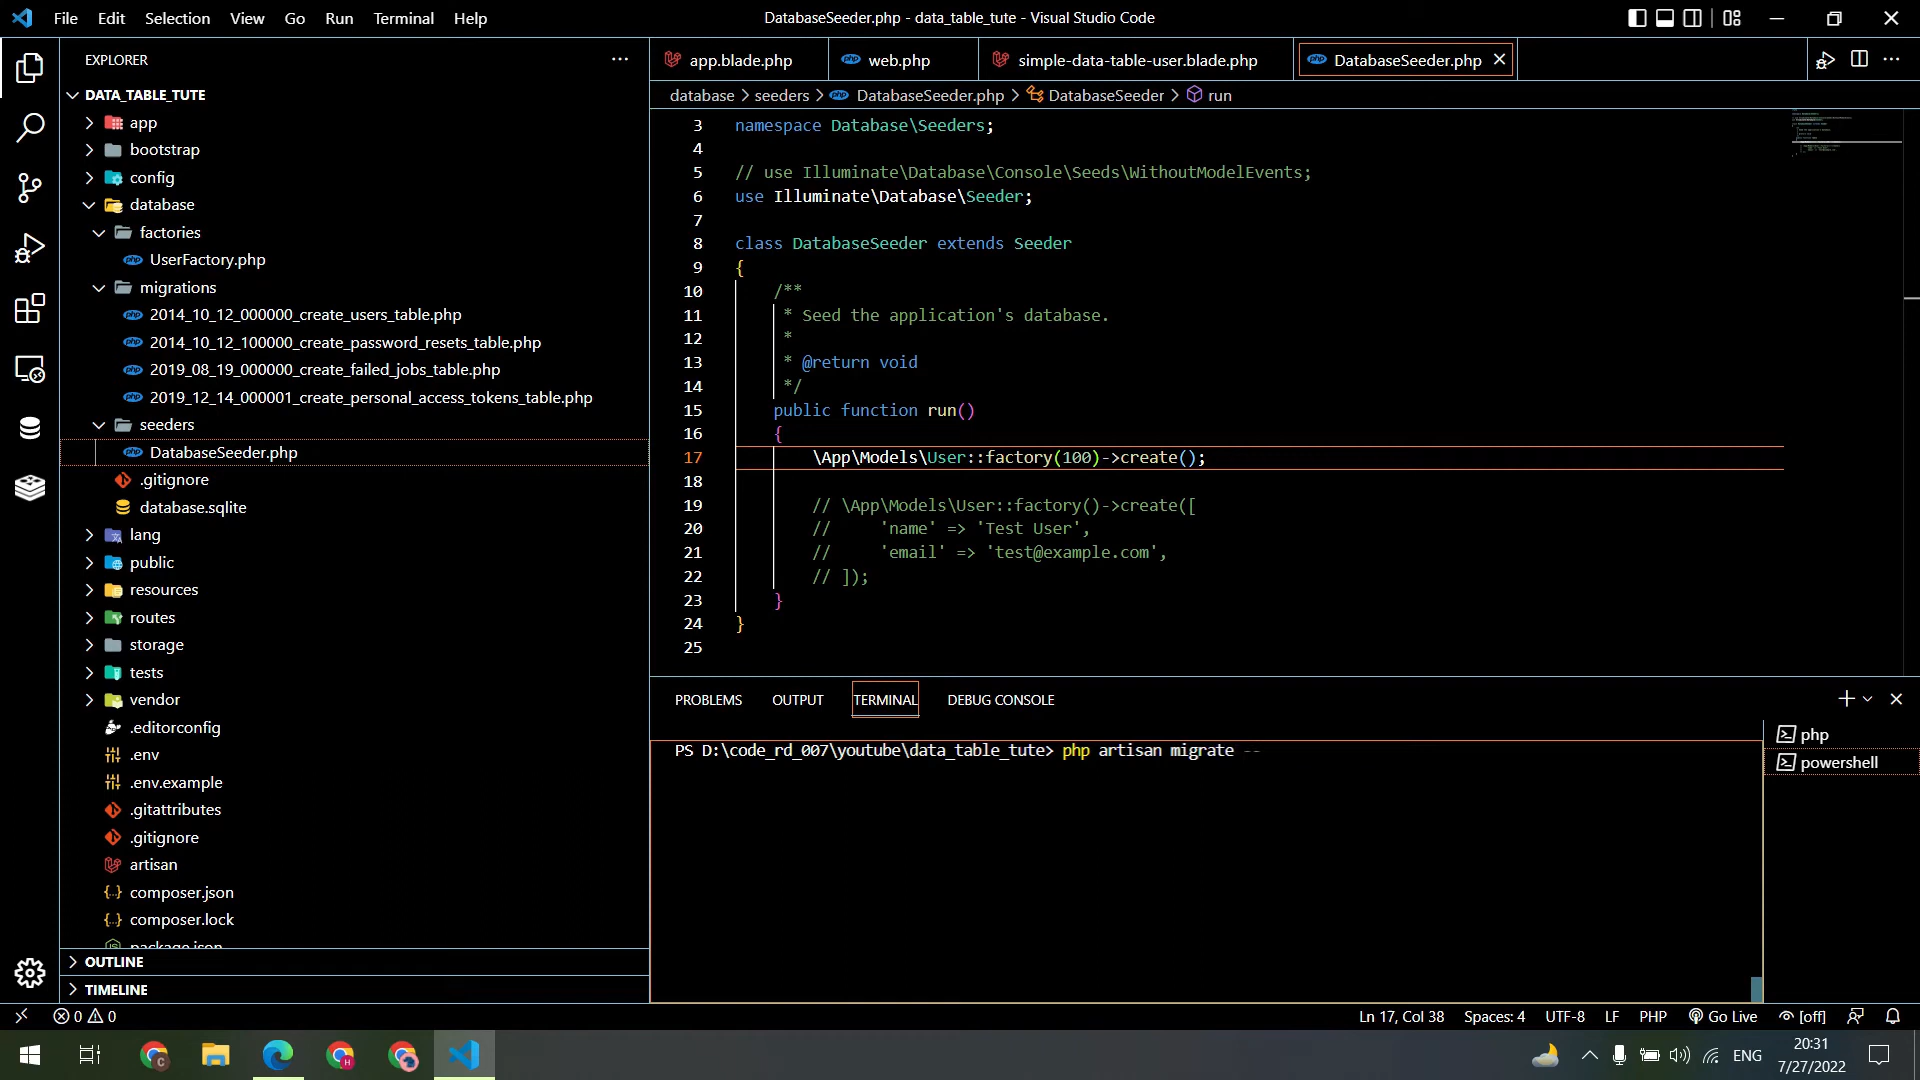 File Edit Selection View Go Run Terminal Help
DatabaseSeeder.php - data_table_tute - Visual Studio Code
EXPLORER
DATA_TABLE_TUTE
app
bootstrap
config
database
factories
UserFactory.php
migrations
2014_10_12_000000_create_users_table.php
2014_10_12_100000_create_password_resets_table.php
2019_08_19_000000_create_failed_jobs_table.php
2019_12_14_000001_create_personal_access_tokens_table.php
seeders
DatabaseSeeder.php
.gitignore
database.sqlite
lang
public
resources
routes
storage
tests
vendor
.editorconfig
.env
.env.example
.gitattributes
.gitignore
artisan
composer.json
composer.lock
package.json
OUTLINE
TIMELINE
app.blade.php web.php simple-data-table-user.blade.php DatabaseSeeder.php
database > seeders > DatabaseSeeder.php > DatabaseSeeder > run
3 namespace Database\Seeders;
4
5 // use Illuminate\Database\Console\Seeds\WithoutModelEvents;
6 use Illuminate\Database\Seeder;
7
8 class DatabaseSeeder extends Seeder
9 {
10 /**
11 * Seed the application's database.
12 *
13 * @return void
14 */
15 public function run()
16 {
17 \App\Models\User::factory(100)->create();
18
19 // \App\Models\User::factory()->create([
20 // 'name' => 'Test User',
21 // 'email' => 'test@example.com',
22 // ]);
23 }
24 }
25
PROBLEMS OUTPUT TERMINAL DEBUG CONSOLE
PS D:\code_rd_007\youtube\data_table_tute> php artisan migrate --
php
powershell
0 0
Ln 17, Col 38 Spaces: 4 UTF-8 LF PHP Go Live [off]
ENG
20:31
7/27/2022